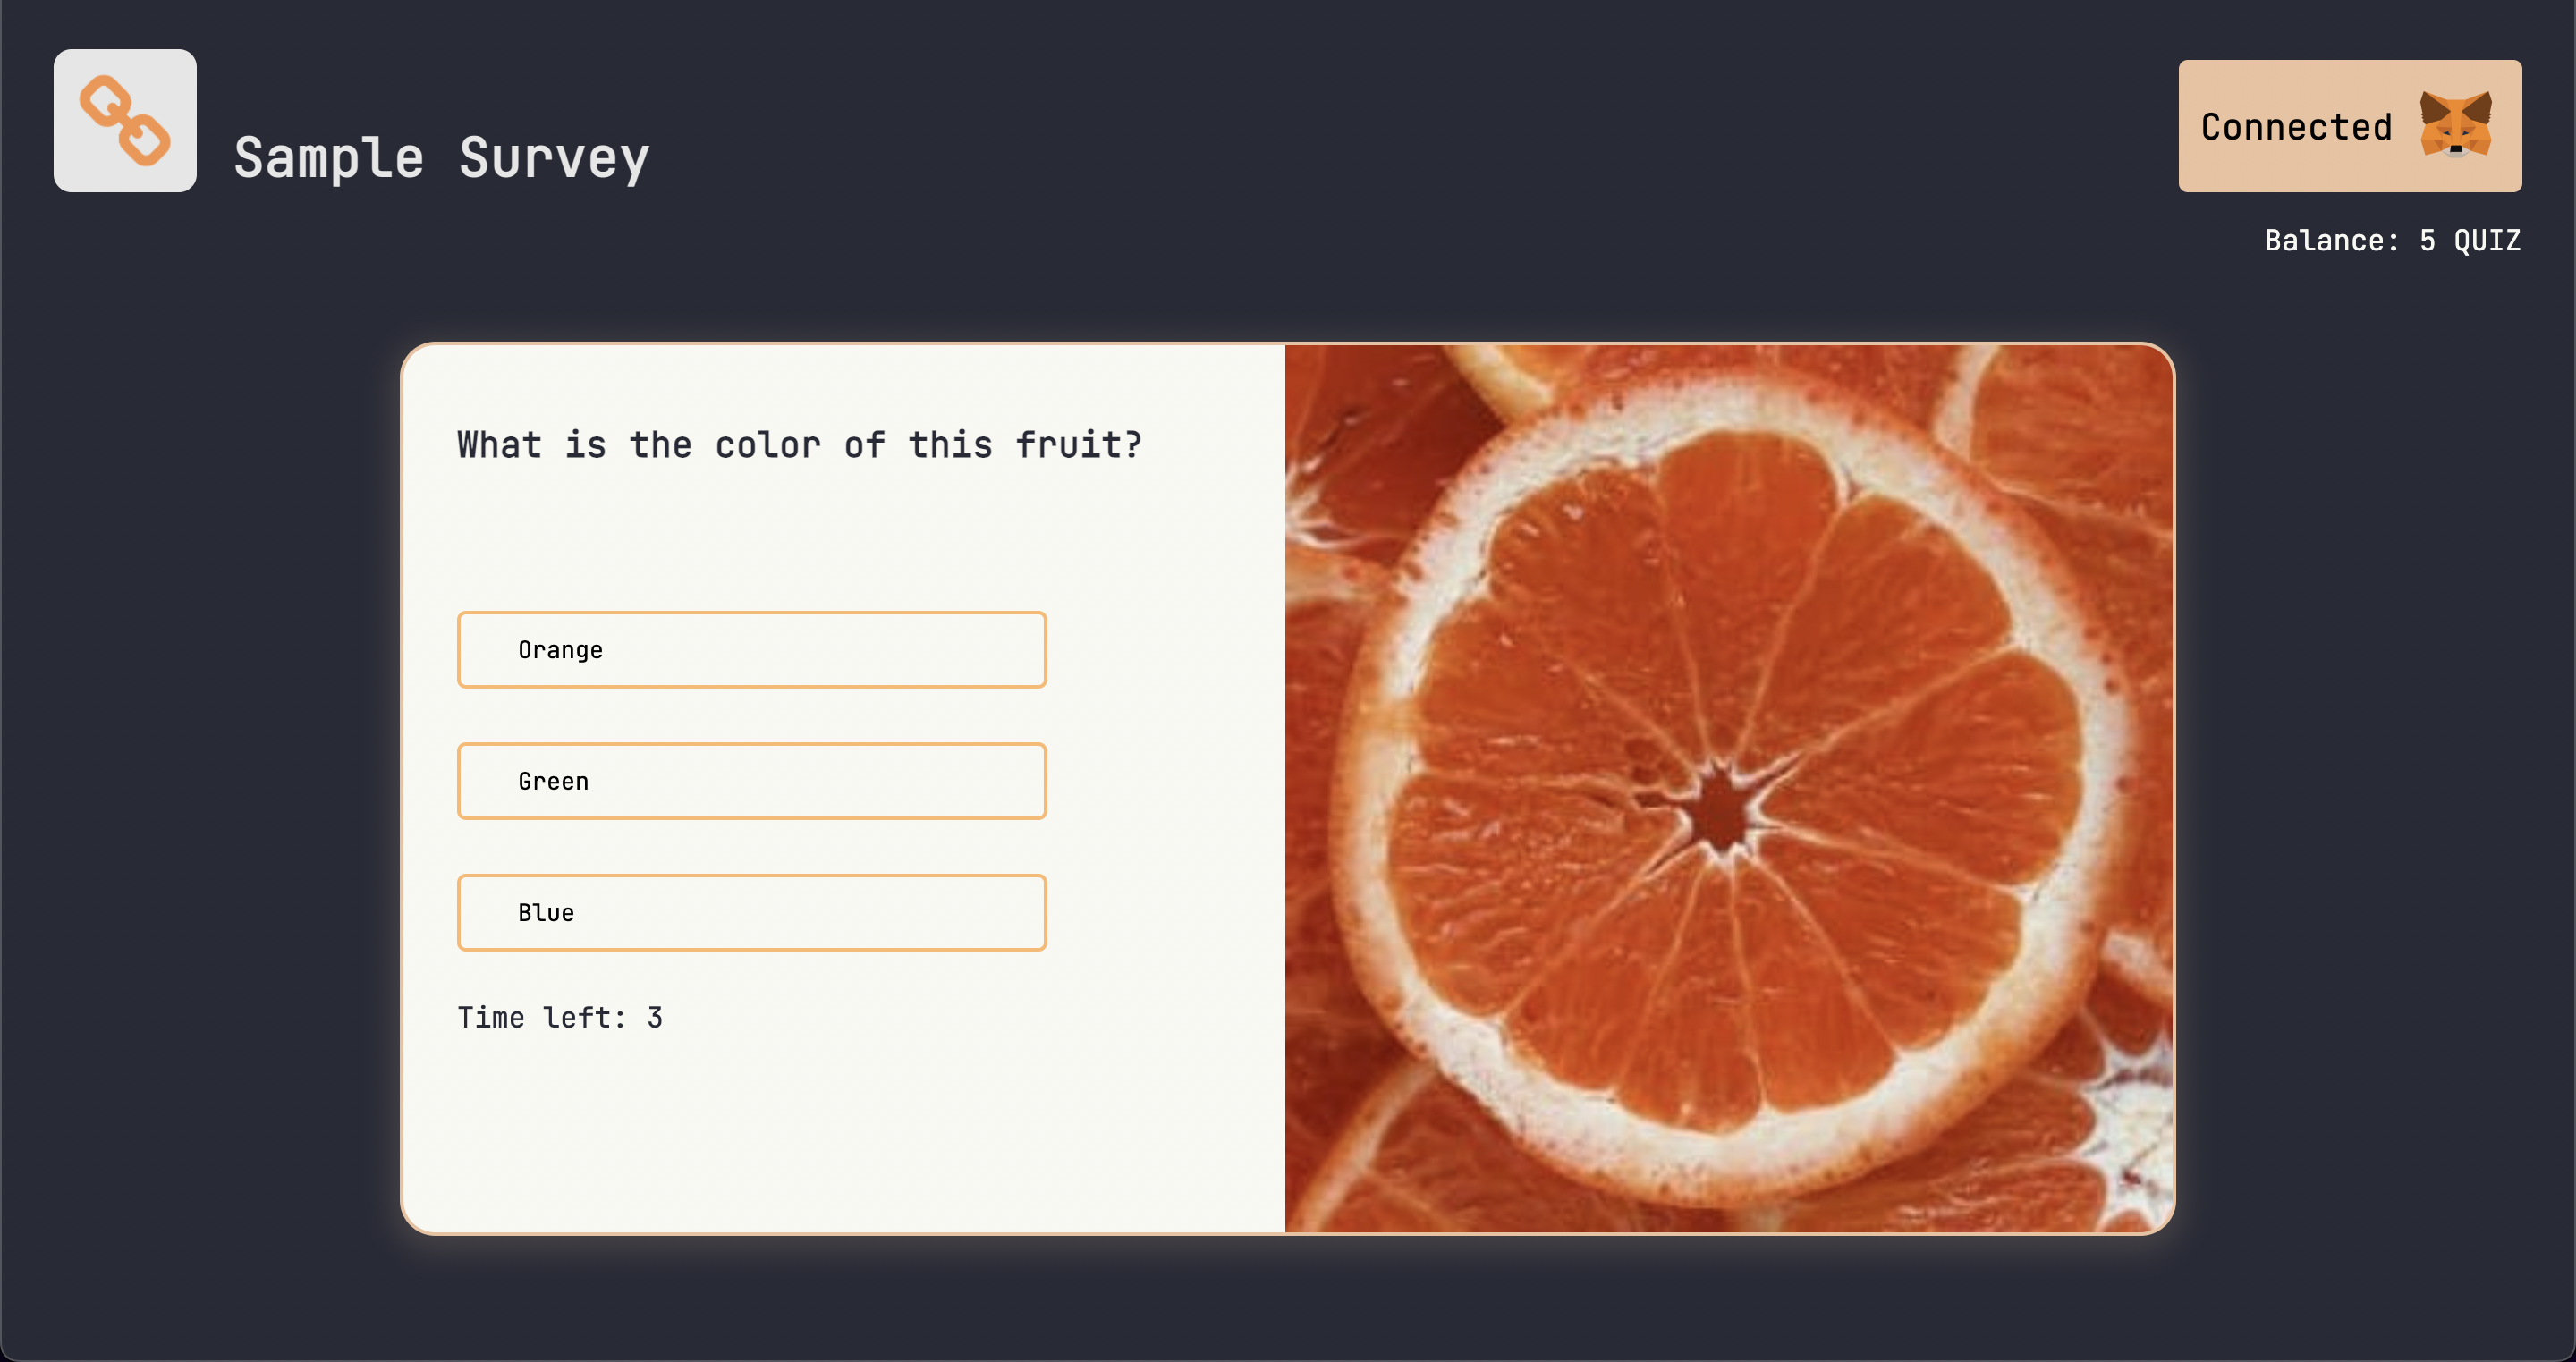 Sample Survey
Connected
Balance: 5 QUIZ
What is the color of this fruit?
Orange
Green
Blue
Time left: 3